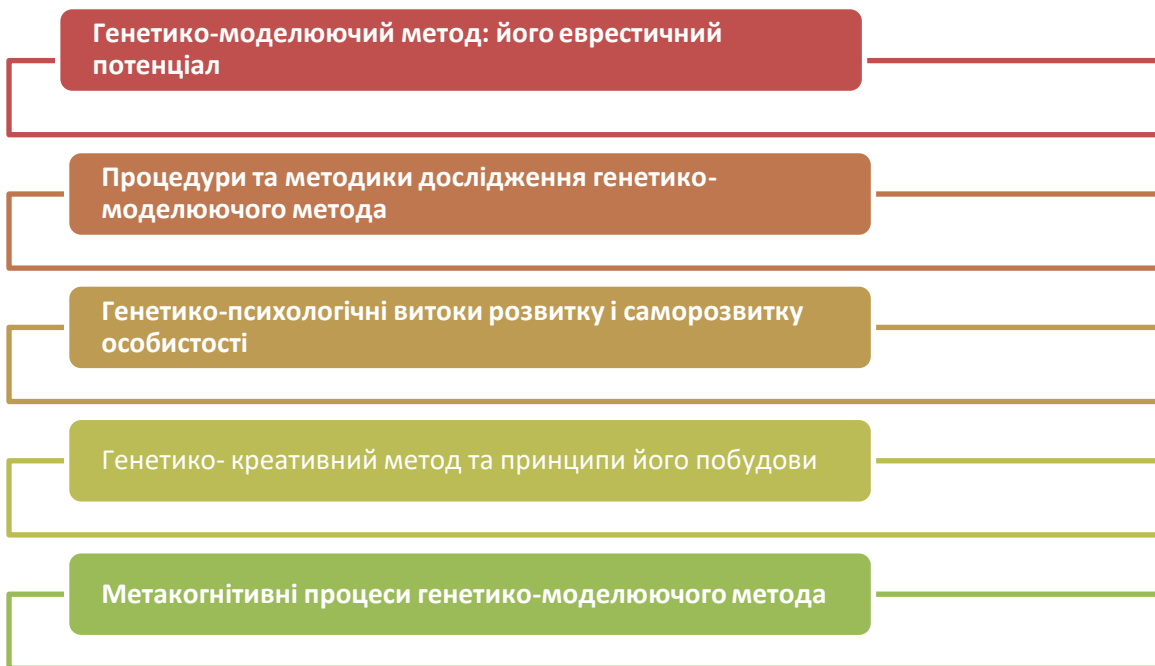 Генетико-моделюючий метод: його еврестичний
потенціал
Процедури та методики дослідження генетико-
моделюючого метода
Генетико-психологічні витоки розвитку і саморозвитку
особистості
Генетико- креативний метод та принципи його побудови
Метакогнітивні процеси генетико-моделюючого метода